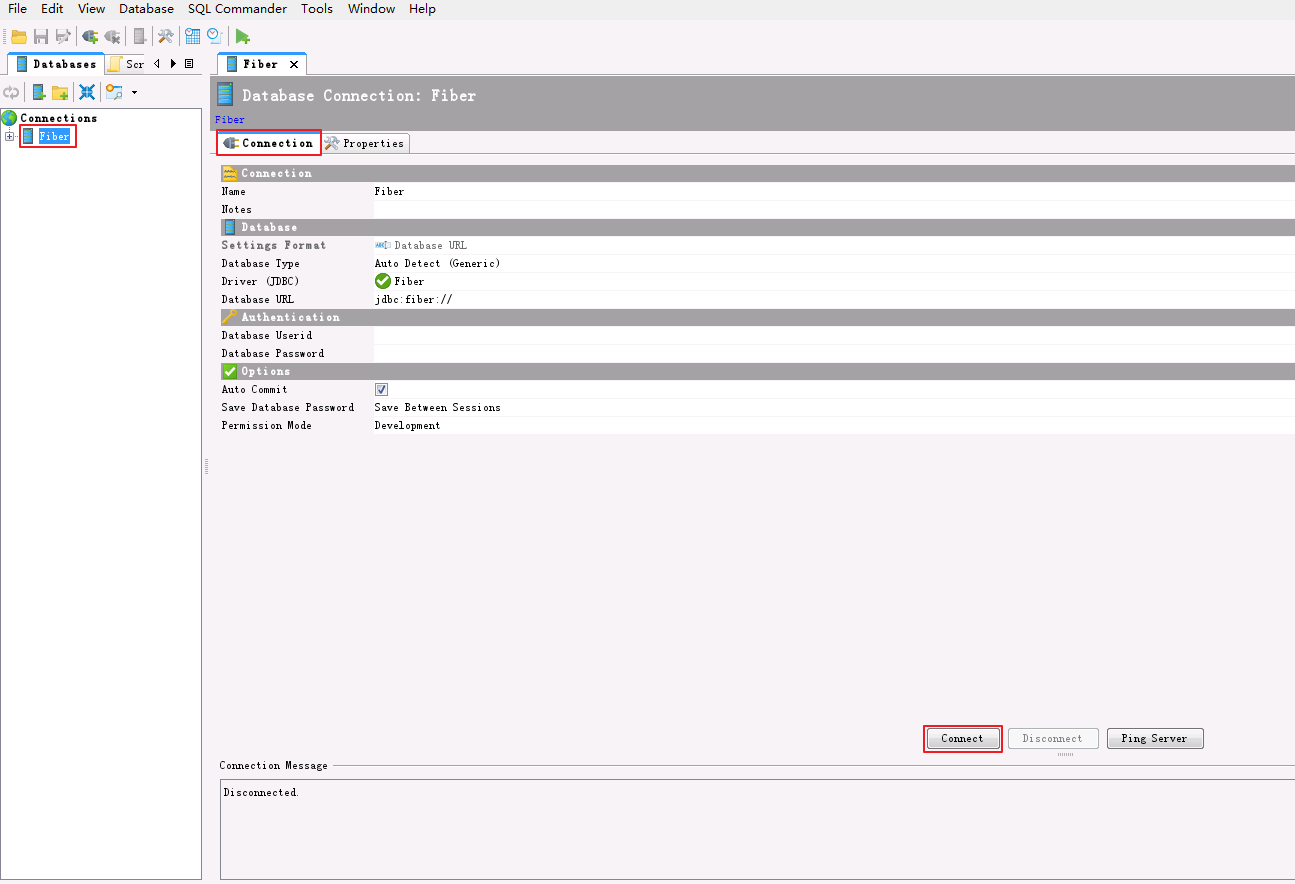 File Edit View Database SQL Commander Tools Window Help
Databases Scr
Fiber
Connections
Fiber
Database Connection: Fiber
Fiber
Connection Properties
Connection
Name Fiber
Notes
Database
Settings Format Database URL
Database Type Auto Detect (Generic)
Driver (JDBC) Fiber
Database URL jdbc:fiber://
Authentication
Database Userid
Database Password
Options
Auto Commit
Save Database Password Save Between Sessions
Permission Mode Development
Connect Disconnect Ping Server
Connection Message
Disconnected.